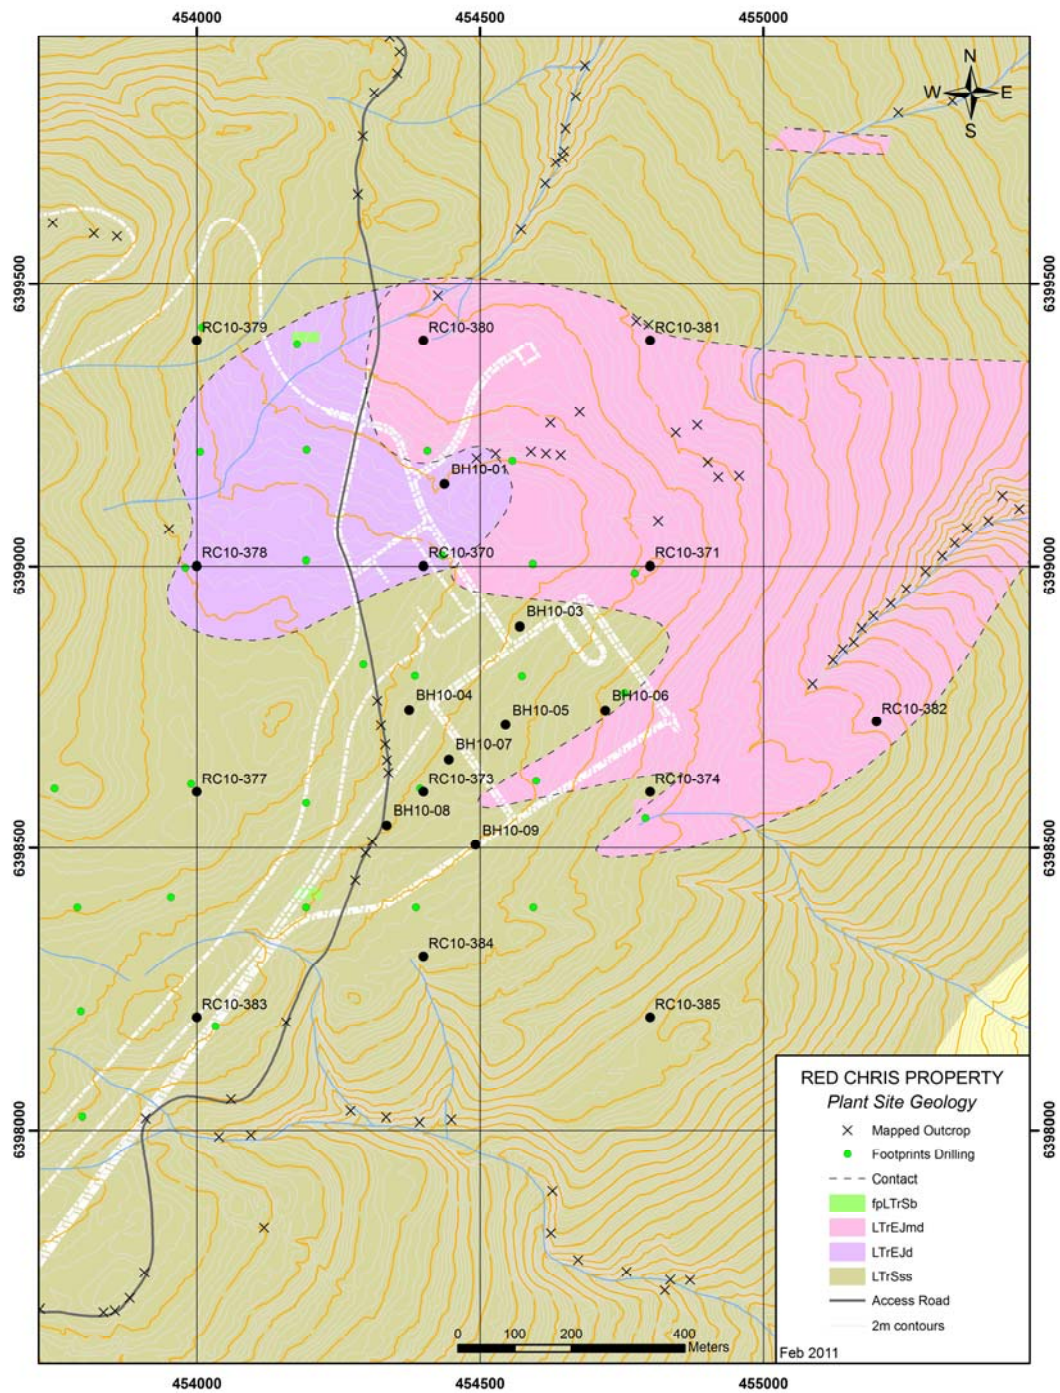 454000 454500 455000
N
W E
S
6399500 6399500
RC10-379 RC10-380 RC10-381
BH10-01
6399000 6399000
RC10-378 RC10-370 RC10-371
BH10-03
BH10-04 BH10-06
BH10-05 RC10-382
BH10-07
RC10-377 RC10-373 RC10-374
BH10-08
BH10-09
6398500 6398500
RC10-384
RC10-383 RC10-385
6398000 6398000
RED CHRIS PROPERTY
Plant Site Geology
Mapped Outcrop
Footprints Drilling
Contact
fpLTrSb
LTrEJmd
LTrEJd
LTrSss
Access Road
2m contours
0 100 200 400
Meters
Feb 2011
454000 454500 455000